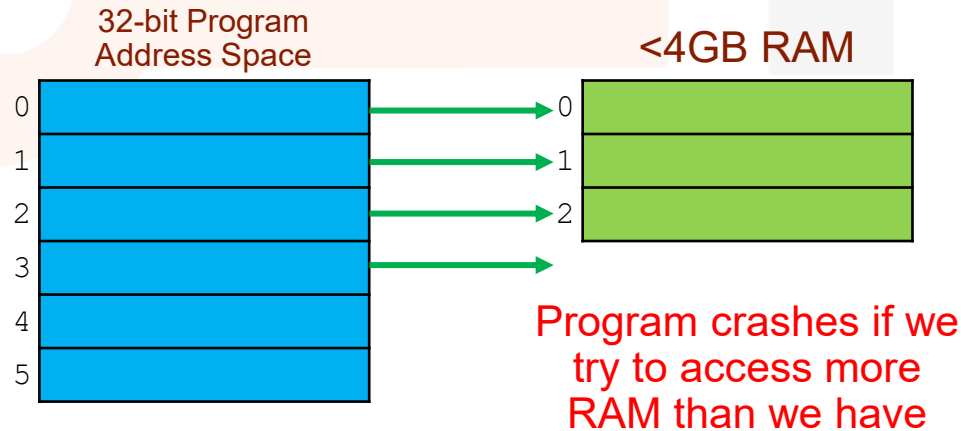 32-bit Program
Address Space
<4GB RAM
0
1
2
3
4
5
0
1
2
Program crashes if we
try to access more
RAM than we have